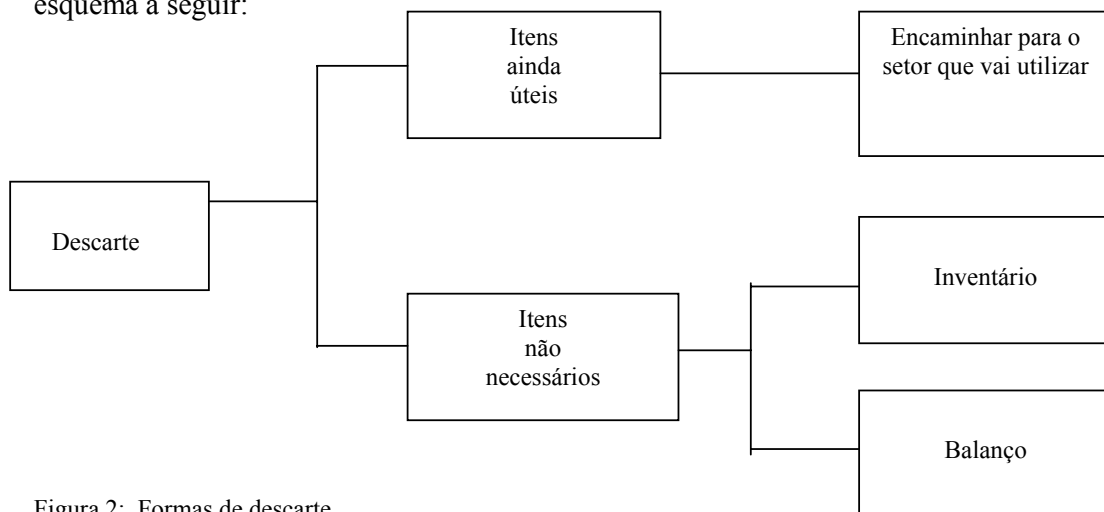 esquema a seguir:
Itens
ainda
úteis
Encaminhar para o
setor que vai utilizar
Descarte
Inventário
Itens
não
necessários
Balanço
Figura 2: Formas de descarte